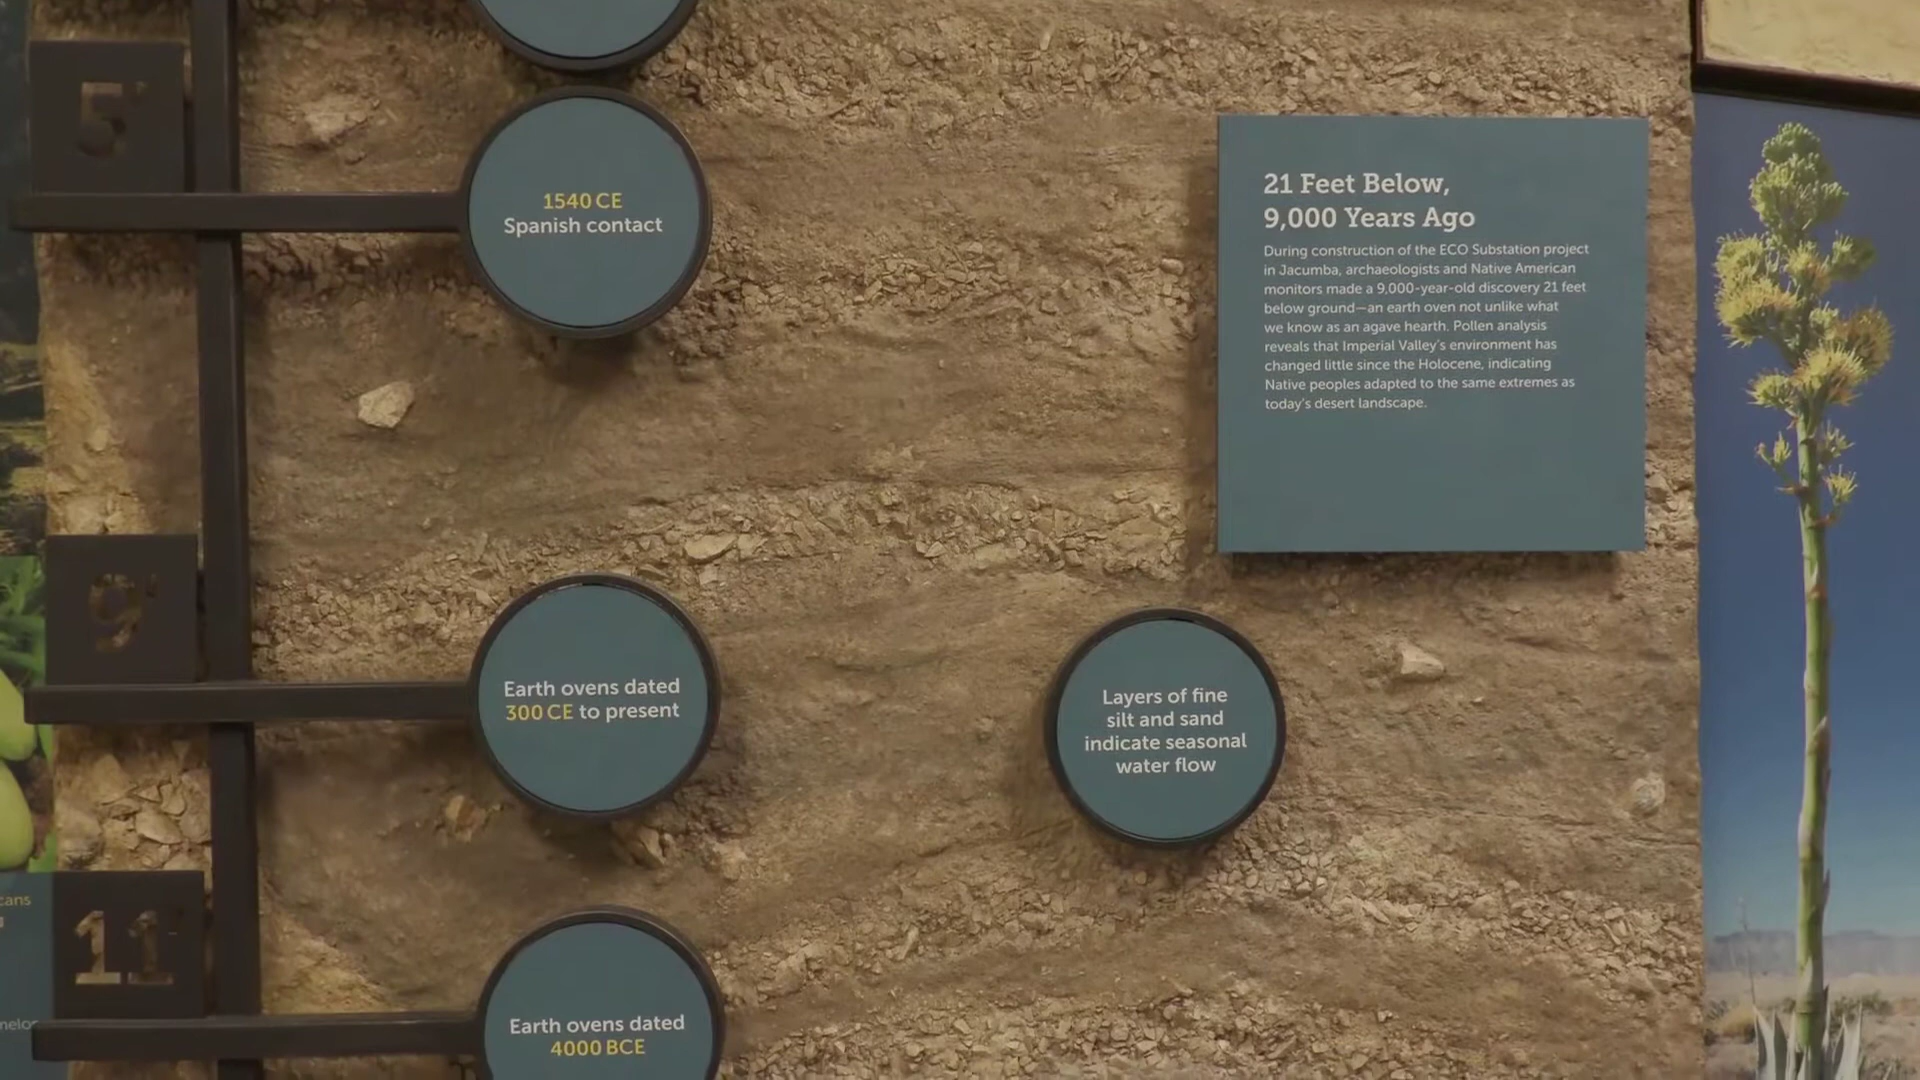 5'
1540 CE
Spanish contact
21 Feet Below,
9,000 Years Ago
During construction of the ECO Substation project
in Jacumba, archaeologists and Native American
monitors made a 9,000-year-old discovery 21 feet
below ground—an earth oven not unlike what
we know as an agave hearth. Pollen analysis
reveals that Imperial Valley's environment has
changed little since the Holocene, indicating
Native peoples adapted to the same extremes as
today's desert landscape.
9'
Earth ovens dated
300 CE to present
Layers of fine
silt and sand
indicate seasonal
water flow
11'
Earth ovens dated
4000 BCE